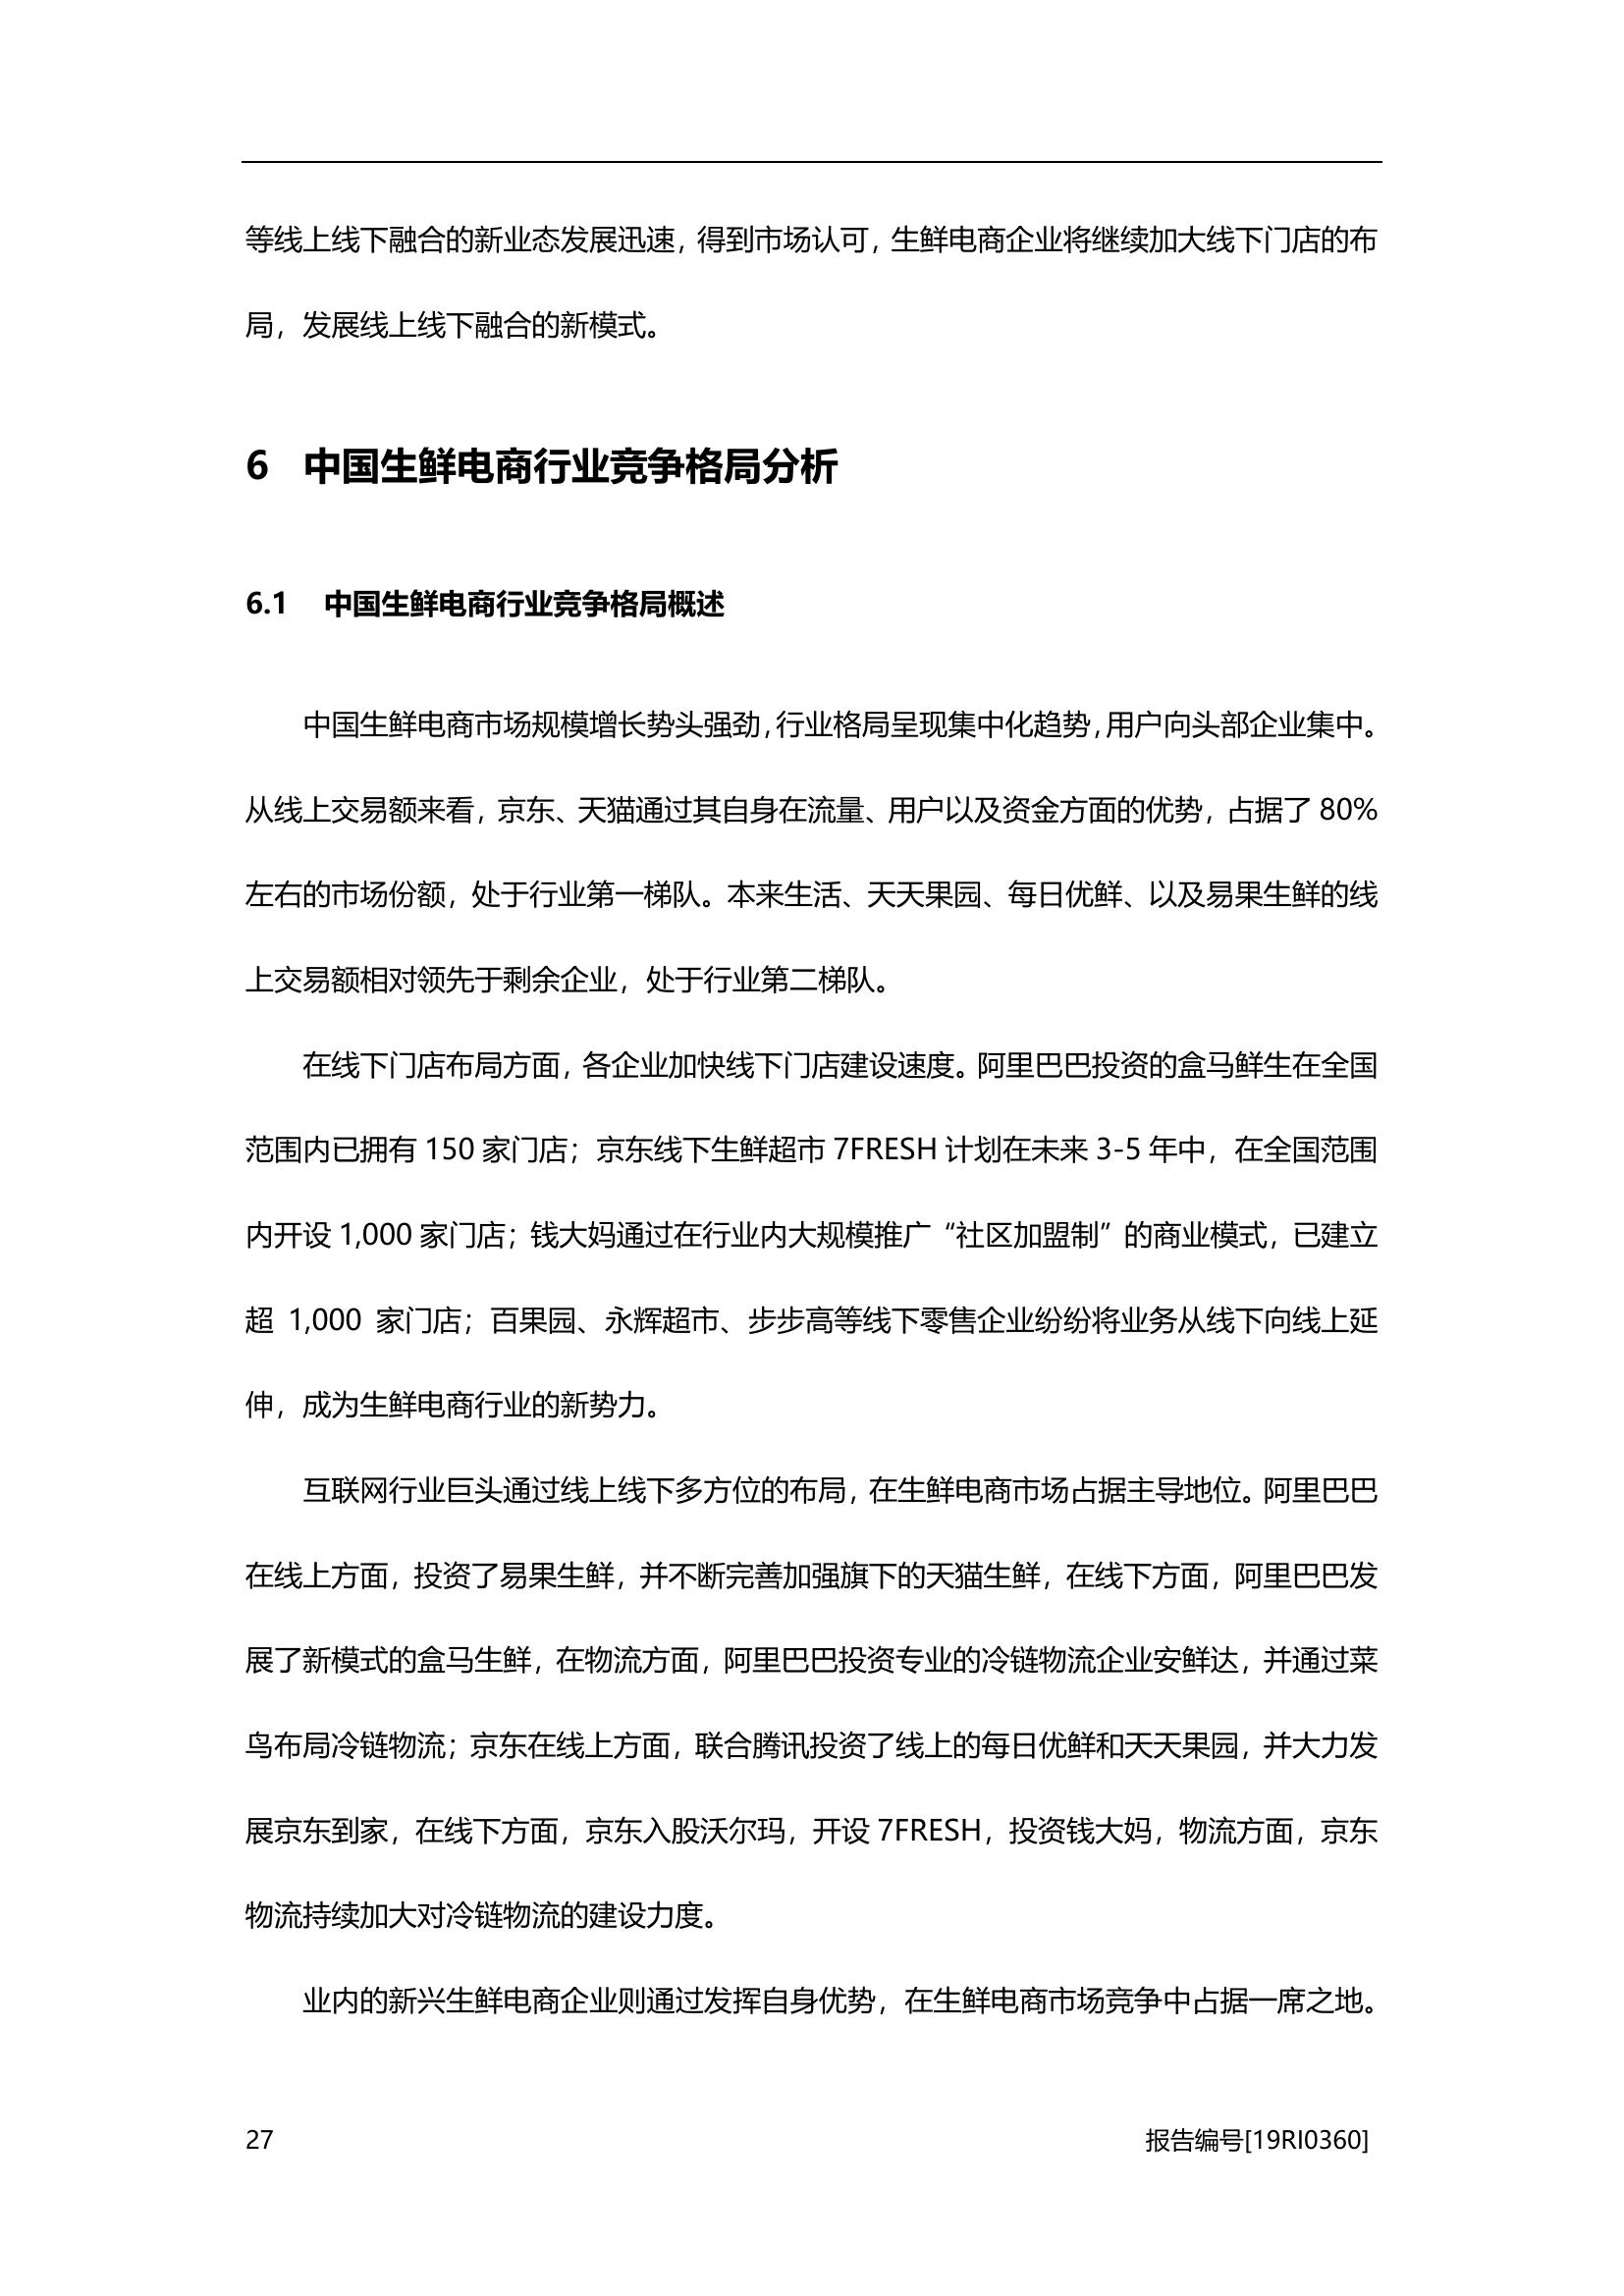 等线上线下融合的新业态发展迅速，得到市场认可，生鲜电商企业将继续加大线下门店的布
局，发展线上线下融合的新模式。
6 中国生鲜电商行业竞争格局分析
6.1 中国生鲜电商行业竞争格局概述
中国生鲜电商市场规模增长势头强劲，行业格局呈现集中化趋势，用户向头部企业集中。
从线上交易额来看，京东、天猫通过其自身在流量、用户以及资金方面的优势，占据了 80%
左右的市场份额，处于行业第一梯队。本来生活、天天果园、每日优鲜、以及易果生鲜的线
上交易额相对领先于剩余企业，处于行业第二梯队。
在线下门店布局方面，各企业加快线下门店建设速度。阿里巴巴投资的盒马鲜生在全国
范围内已拥有 150 家门店；京东线下生鲜超市 7FRESH 计划在未来 3-5 年中，在全国范围
内开设 1,000 家门店；钱大妈通过在行业内大规模推广“社区加盟制”的商业模式，已建立
超 1,000 家门店；百果园、永辉超市、步步高等线下零售企业纷纷将业务从线下向线上延
伸，成为生鲜电商行业的新势力。
互联网行业巨头通过线上线下多方位的布局，在生鲜电商市场占据主导地位。阿里巴巴
在线上方面，投资了易果生鲜，并不断完善加强旗下的天猫生鲜，在线下方面，阿里巴巴发
展了新模式的盒马生鲜，在物流方面，阿里巴巴投资专业的冷链物流企业安鲜达，并通过菜
鸟布局冷链物流；京东在线上方面，联合腾讯投资了线上的每日优鲜和天天果园，并大力发
展京东到家，在线下方面，京东入股沃尔玛，开设 7FRESH，投资钱大妈，物流方面，京东
物流持续加大对冷链物流的建设力度。
业内的新兴生鲜电商企业则通过发挥自身优势，在生鲜电商市场竞争中占据一席之地。
27 报告编号[19RI0360]